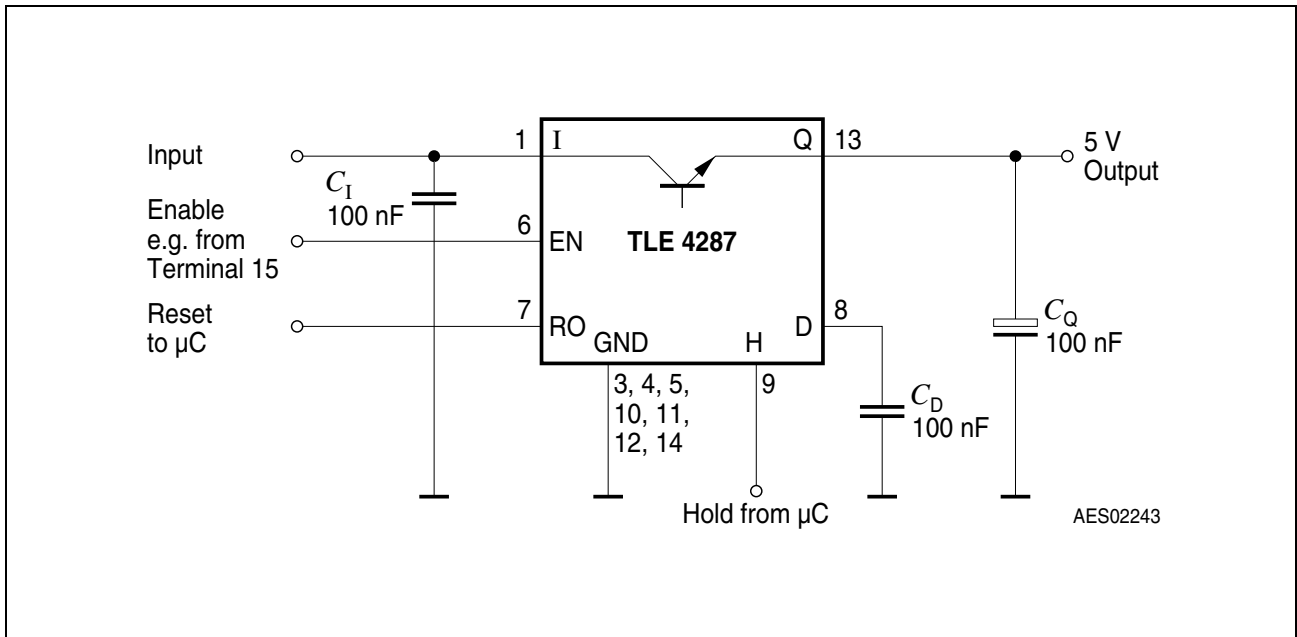 Input
C_I
100 nF
Enable
e.g. from
Terminal 15
Reset
to µC
1
I
6
EN
7
RO
TLE 4287
GND
H
D
Q
13
8
9
3, 4, 5,
10, 11,
12, 14
5 V
Output
C_Q
100 nF
C_D
100 nF
Hold from µC
AES02243